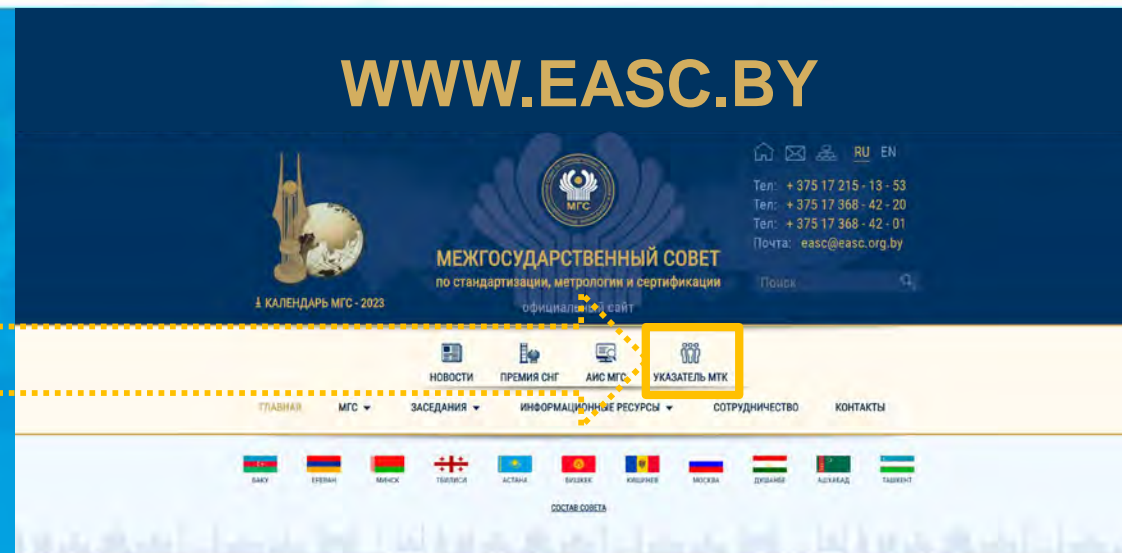 WWW.EASC.BY
RU EN
Тел: + 375 17 215 - 13 - 53
Тел: + 375 17 368 - 42 - 20
Тел: + 375 17 368 - 42 - 01
Почта: easc@easc.org.by
Поиск
МГС
МЕЖГОСУДАРСТВЕННЫЙ СОВЕТ
по стандартизации, метрологии и сертификации
официальный сайт
КАЛЕНДАРЬ МГС - 2023
НОВОСТИ ПРЕМИЯ СНГ АИС МГС УКАЗАТЕЛЬ МТК
ГЛАВНАЯ МГС ЗАСЕДАНИЯ ИНФОРМАЦИОННЫЕ РЕСУРСЫ СОТРУДНИЧЕСТВО КОНТАКТЫ
БАКУ ЕРЕВАН МИНСК ТБИЛИСИ АСТАНА БИШКЕК КИШИНЕВ МОСКВА ДУШАНБЕ АШХАБАД ТАШКЕНТ
СОСТАВ СОВЕТА